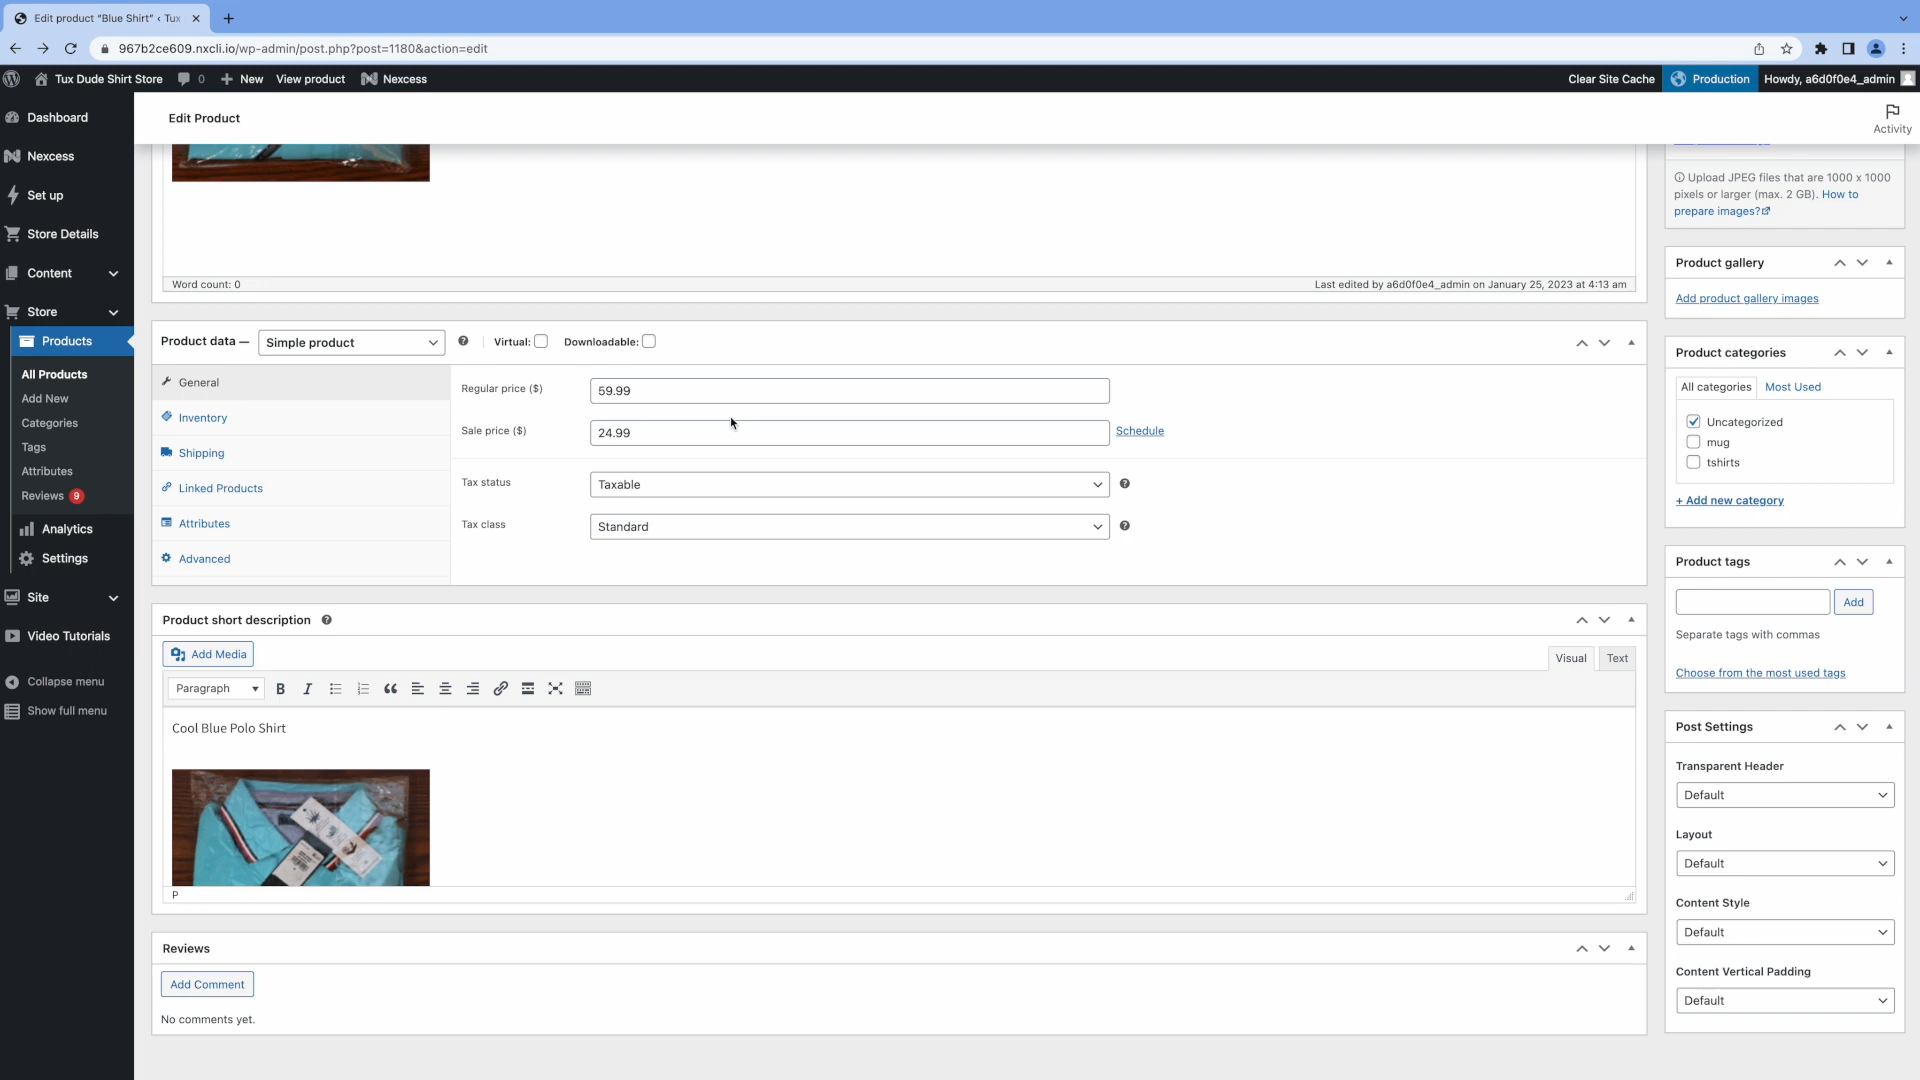 Edit product “Blue Shirt” ‹ Tux
967b2ce609.nxcli.io/wp-admin/post.php?post=1180&action=edit
Tux Dude Shirt Store
0
New
View product
Nexcess
Clear Site Cache
Production
Howdy, a6d0f0e4_admin
Dashboard
Nexcess
Set up
Store Details
Content
Store
Products
All Products
Add New
Categories
Tags
Attributes
Reviews 9
Analytics
Settings
Site
Video Tutorials
Collapse menu
Show full menu
Edit Product
Activity
Word count: 0
Last edited by a6d0f0e4_admin on January 25, 2023 at 4:13 am
Product data —
Simple product
Virtual:
Downloadable:
General
Inventory
Shipping
Linked Products
Attributes
Advanced
Regular price ($)
59.99
Sale price ($)
24.99
Schedule
Tax status
Taxable
Tax class
Standard
Product short description
Add Media
Visual
Text
Paragraph
Cool Blue Polo Shirt
P
Reviews
Add Comment
No comments yet.
Upload JPEG files that are 1000 x 1000
pixels or larger (max. 2 GB). How to
prepare images?
Product gallery
Add product gallery images
Product categories
All categories
Most Used
Uncategorized
mug
tshirts
+ Add new category
Product tags
Add
Separate tags with commas
Choose from the most used tags
Post Settings
Transparent Header
Default
Layout
Default
Content Style
Default
Content Vertical Padding
Default